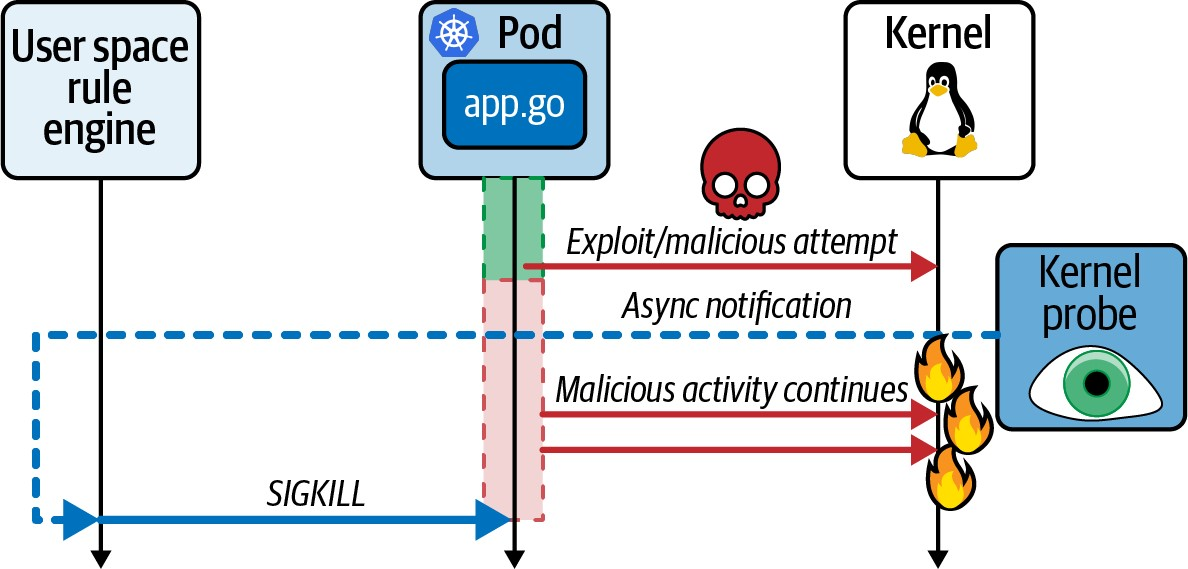 User space
rule
engine
Pod
app.go
Kernel
Exploit/malicious attempt
Kernel
probe
Async notification
Malicious activity continues
SIGKILL